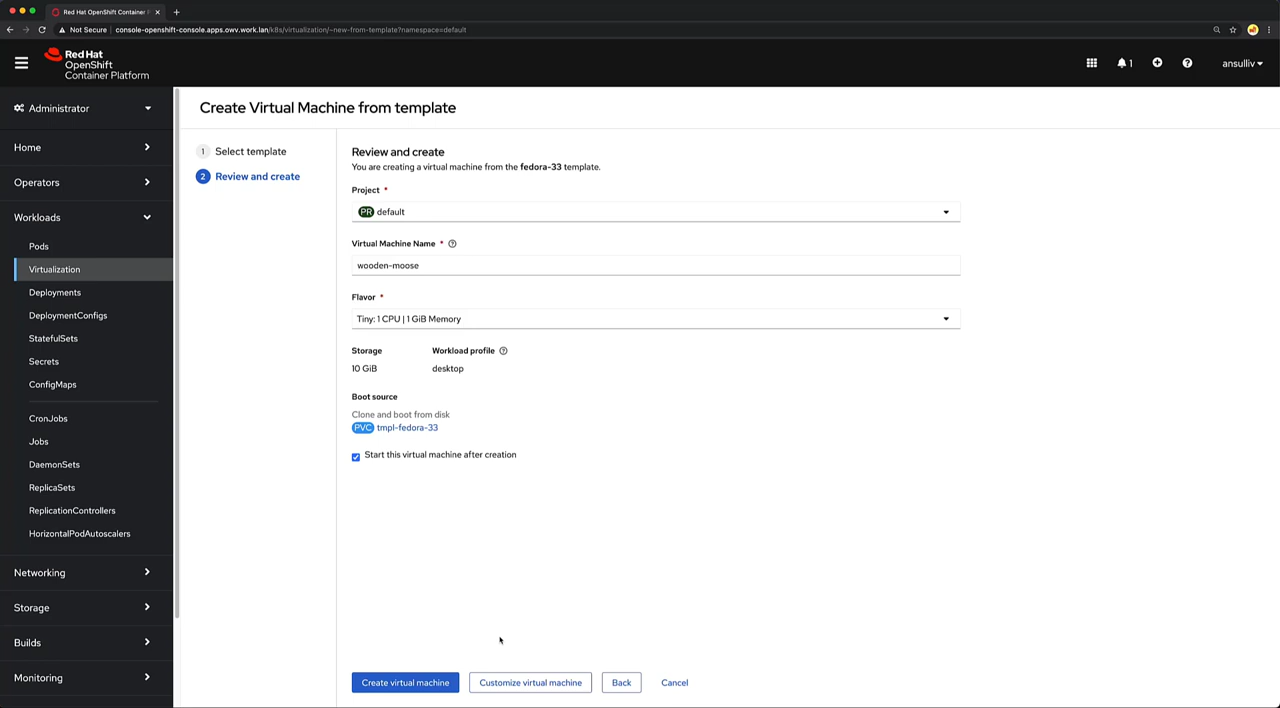 Red Hat OpenShift Container P
Not Secure | console-openshift-console.apps.owv.work.lan/k8s/virtualization/~new-from-template?namespace=default
Red Hat
OpenShift
Container Platform
1
ansulliv
Administrator
Home
Operators
Workloads
Pods
Virtualization
Deployments
DeploymentConfigs
StatefulSets
Secrets
ConfigMaps
CronJobs
Jobs
DaemonSets
ReplicaSets
ReplicationControllers
HorizontalPodAutoscalers
Networking
Storage
Builds
Monitoring
Create Virtual Machine from template
1 Select template
2 Review and create
Review and create
You are creating a virtual machine from the fedora-33 template.
Project *
PR default
Virtual Machine Name *
wooden-moose
Flavor *
Tiny: 1 CPU | 1 GiB Memory
Storage Workload profile
10 GiB desktop
Boot source
Clone and boot from disk
PVC tmpl-fedora-33
Start this virtual machine after creation
Create virtual machine Customize virtual machine Back Cancel